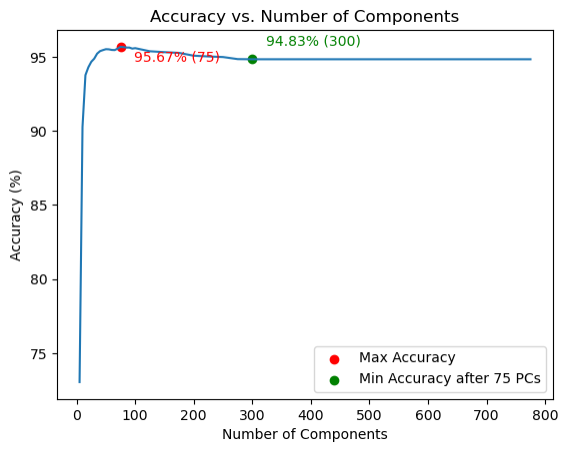 Accuracy vs. Number of Components
94.83% (300)
95.67% (75)
95
90
85
80
75
Accuracy (%)
Max Accuracy
Min Accuracy after 75 PCs
0 100 200 300 400 500 600 700 800
Number of Components